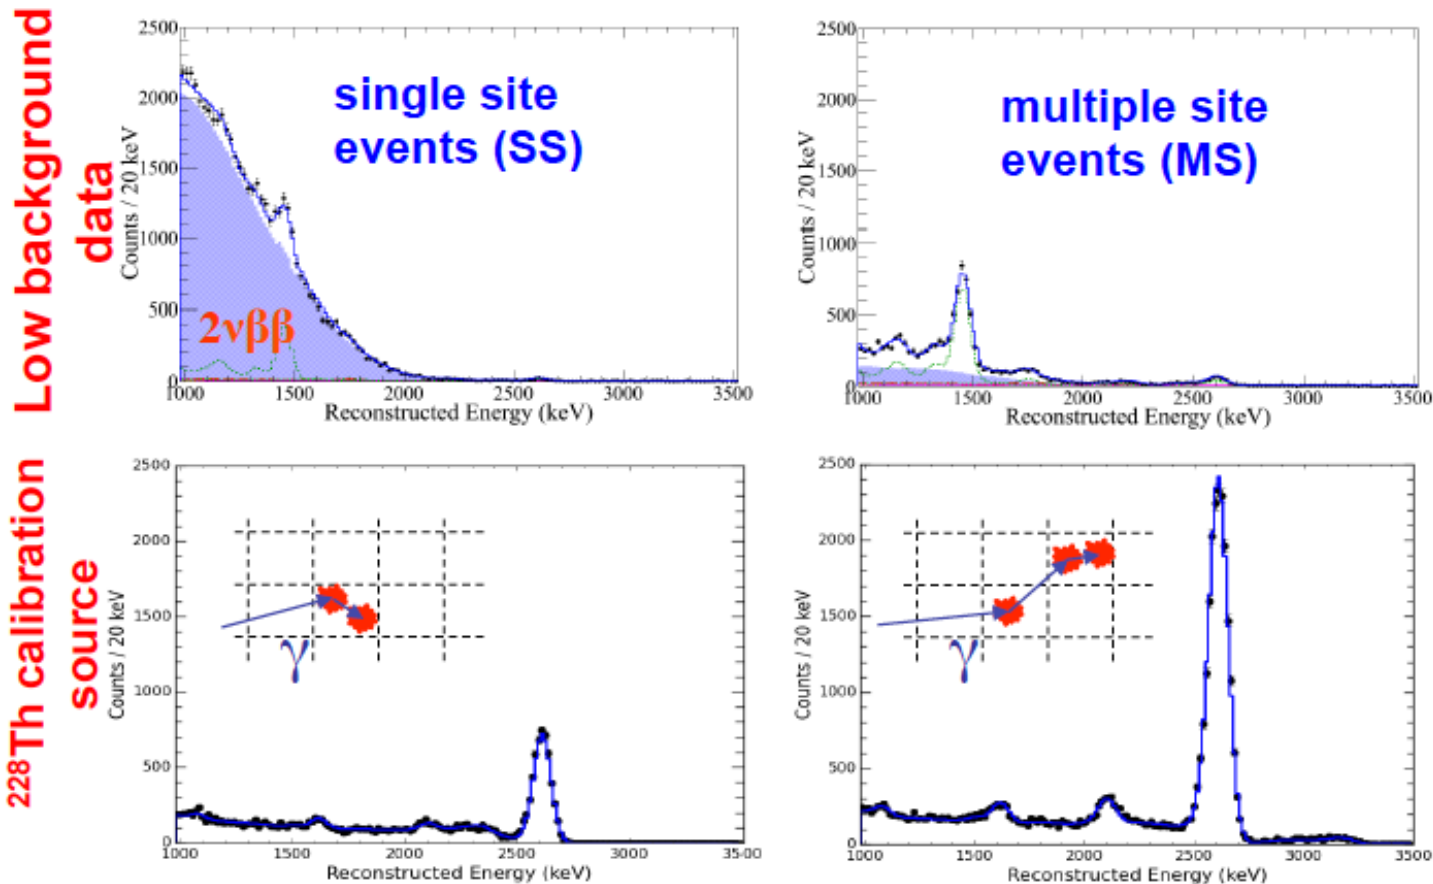 Low background
data
2500
2000
1500
1000
500
0
Counts / 20 keV
single site
events (SS)
2νββ
1000 1500 2000 2500 3000 3500
Reconstructed Energy (keV)
2500
2000
1500
1000
500
0
Counts / 20 keV
multiple site
events (MS)
1000 1500 2000 2500 3000 3500
Reconstructed Energy (keV)
²²⁸Th calibration
source
2500
2000
1500
1000
500
0
Counts / 20 keV
γ
1000 1500 2000 2500 3000 3500
Reconstructed Energy (keV)
2500
2000
1500
1000
500
0
Counts / 20 keV
γ
1000 1500 2000 2500 3000 3500
Reconstructed Energy (keV)